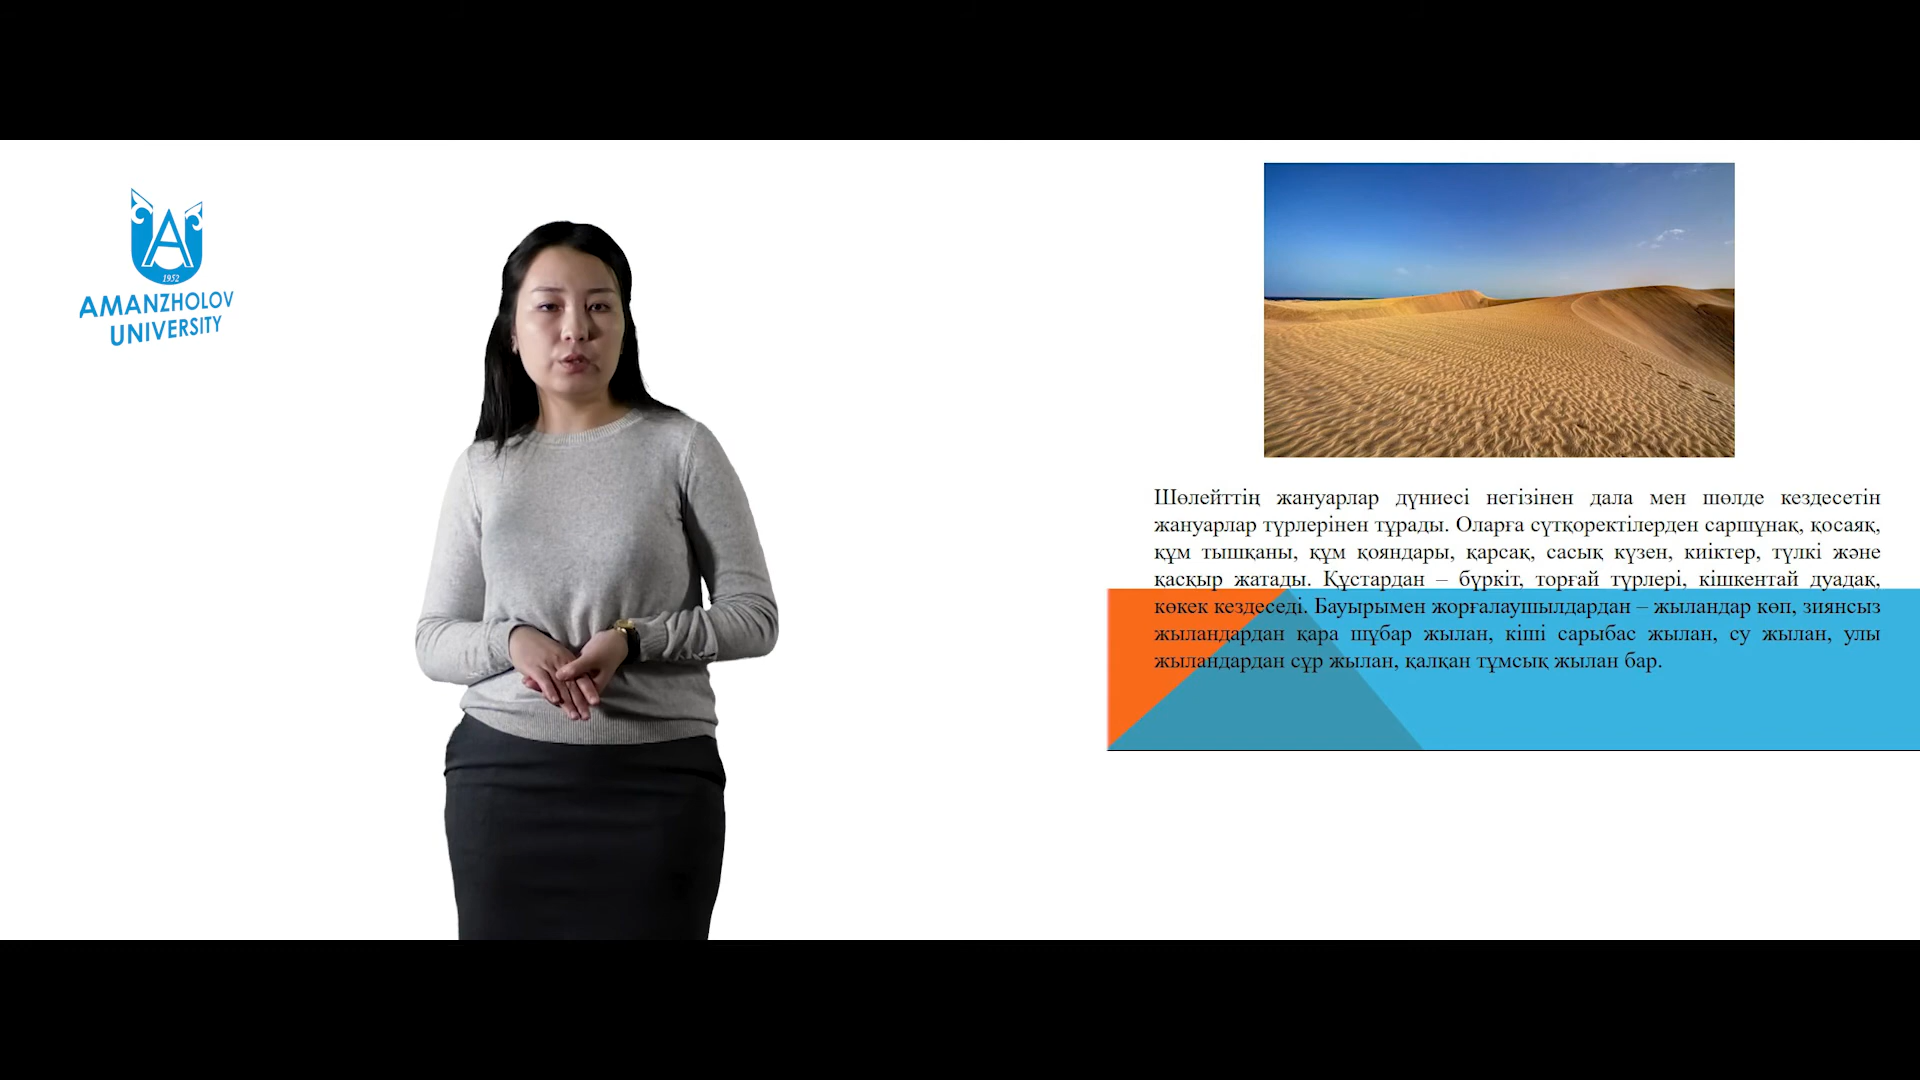 1952
AMANZHOLOV
UNIVERSITY
Шөлейттің жануарлар дүниесі негізінен дала мен шөлде кездесетін
жануарлар түрлерінен тұрады. Оларға сүтқоректілерден саршұнақ, қосаяқ,
құм тышқаны, құм қояндары, қарсақ, сасық күзен, киіктер, түлкі және
қасқыр жатады. Құстардан – бүркіт, торғай түрлері, кішкентай дуадақ,
көкек кездеседі. Бауырымен жорғалаушылдардан – жыландар көп, зиянсыз
жыландардан қара шұбар жылан, кіші сарыбас жылан, су жылан, улы
жыландардан сұр жылан, қалқан тұмсық жылан бар.